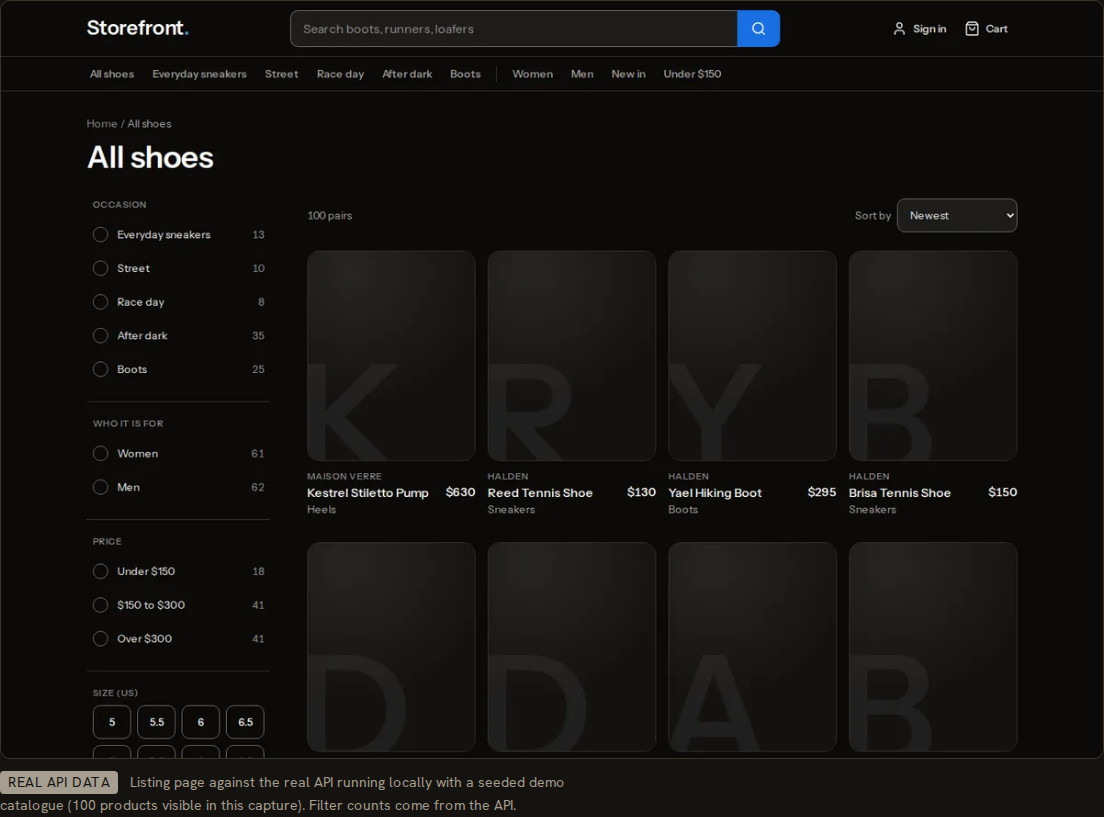 Storefront.
Search boots, runners, loafers
Sign in
Cart
All shoes
Everyday sneakers
Street
Race day
After dark
Boots
Women
Men
New in
Under $150
Home / All shoes
All shoes
OCCASION
Everyday sneakers 13
Street 10
Race day 8
After dark 35
Boots 25
WHO IT IS FOR
Women 61
Men 62
PRICE
Under $150 18
$150 to $300 41
Over $300 41
SIZE (US)
5
5.5
6
6.5
100 pairs
Sort by
Newest
K
MAISON VERRE
Kestrel Stiletto Pump $630
Heels
R
HALDEN
Reed Tennis Shoe $130
Sneakers
Y
HALDEN
Yael Hiking Boot $295
Boots
B
HALDEN
Brisa Tennis Shoe $150
Sneakers
D
D
A
B
REAL API DATA Listing page against the real API running locally with a seeded demo
catalogue (100 products visible in this capture). Filter counts come from the API.